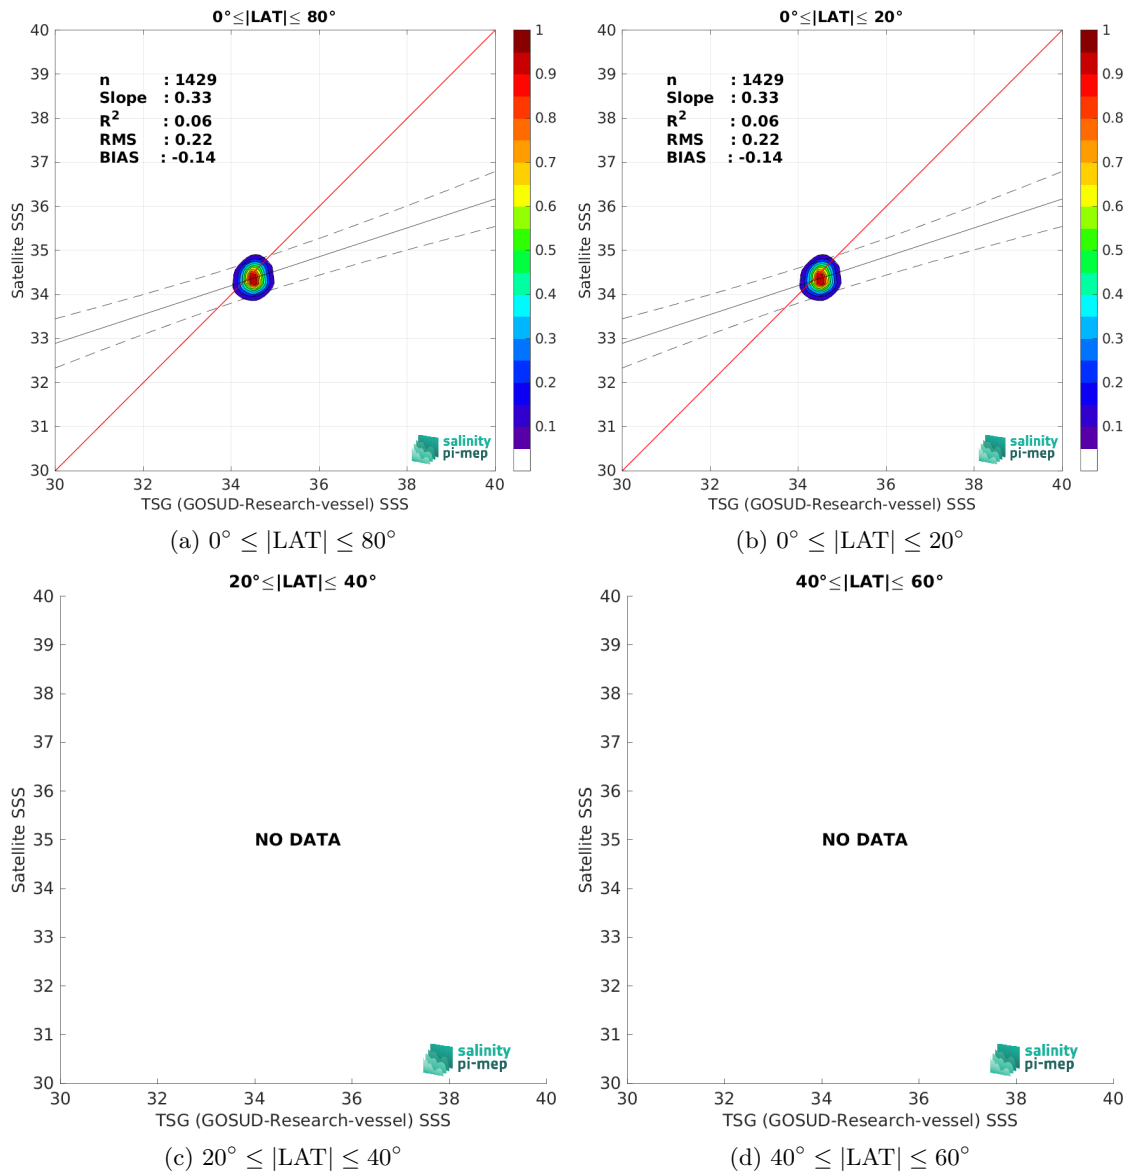 0°≤|LAT|≤ 80°
40
39
38
37
36
35
34
33
32
31
30
Satellite SSS
n : 1429
Slope : 0.33
R² : 0.06
RMS : 0.22
BIAS : -0.14
salinity
pi-mep
30 32 34 36 38 40
TSG (GOSUD-Research-vessel) SSS
1
0.9
0.8
0.7
0.6
0.5
0.4
0.3
0.2
0.1
(a) 0° ≤ |LAT| ≤ 80°
0°≤|LAT|≤ 20°
40
39
38
37
36
35
34
33
32
31
30
Satellite SSS
n : 1429
Slope : 0.33
R² : 0.06
RMS : 0.22
BIAS : -0.14
salinity
pi-mep
30 32 34 36 38 40
TSG (GOSUD-Research-vessel) SSS
1
0.9
0.8
0.7
0.6
0.5
0.4
0.3
0.2
0.1
(b) 0° ≤ |LAT| ≤ 20°
20°≤|LAT|≤ 40°
40
39
38
37
36
35
34
33
32
31
30
Satellite SSS
NO DATA
salinity
pi-mep
30 32 34 36 38 40
TSG (GOSUD-Research-vessel) SSS
(c) 20° ≤ |LAT| ≤ 40°
40°≤|LAT|≤ 60°
40
39
38
37
36
35
34
33
32
31
30
Satellite SSS
NO DATA
salinity
pi-mep
30 32 34 36 38 40
TSG (GOSUD-Research-vessel) SSS
(d) 40° ≤ |LAT| ≤ 60°